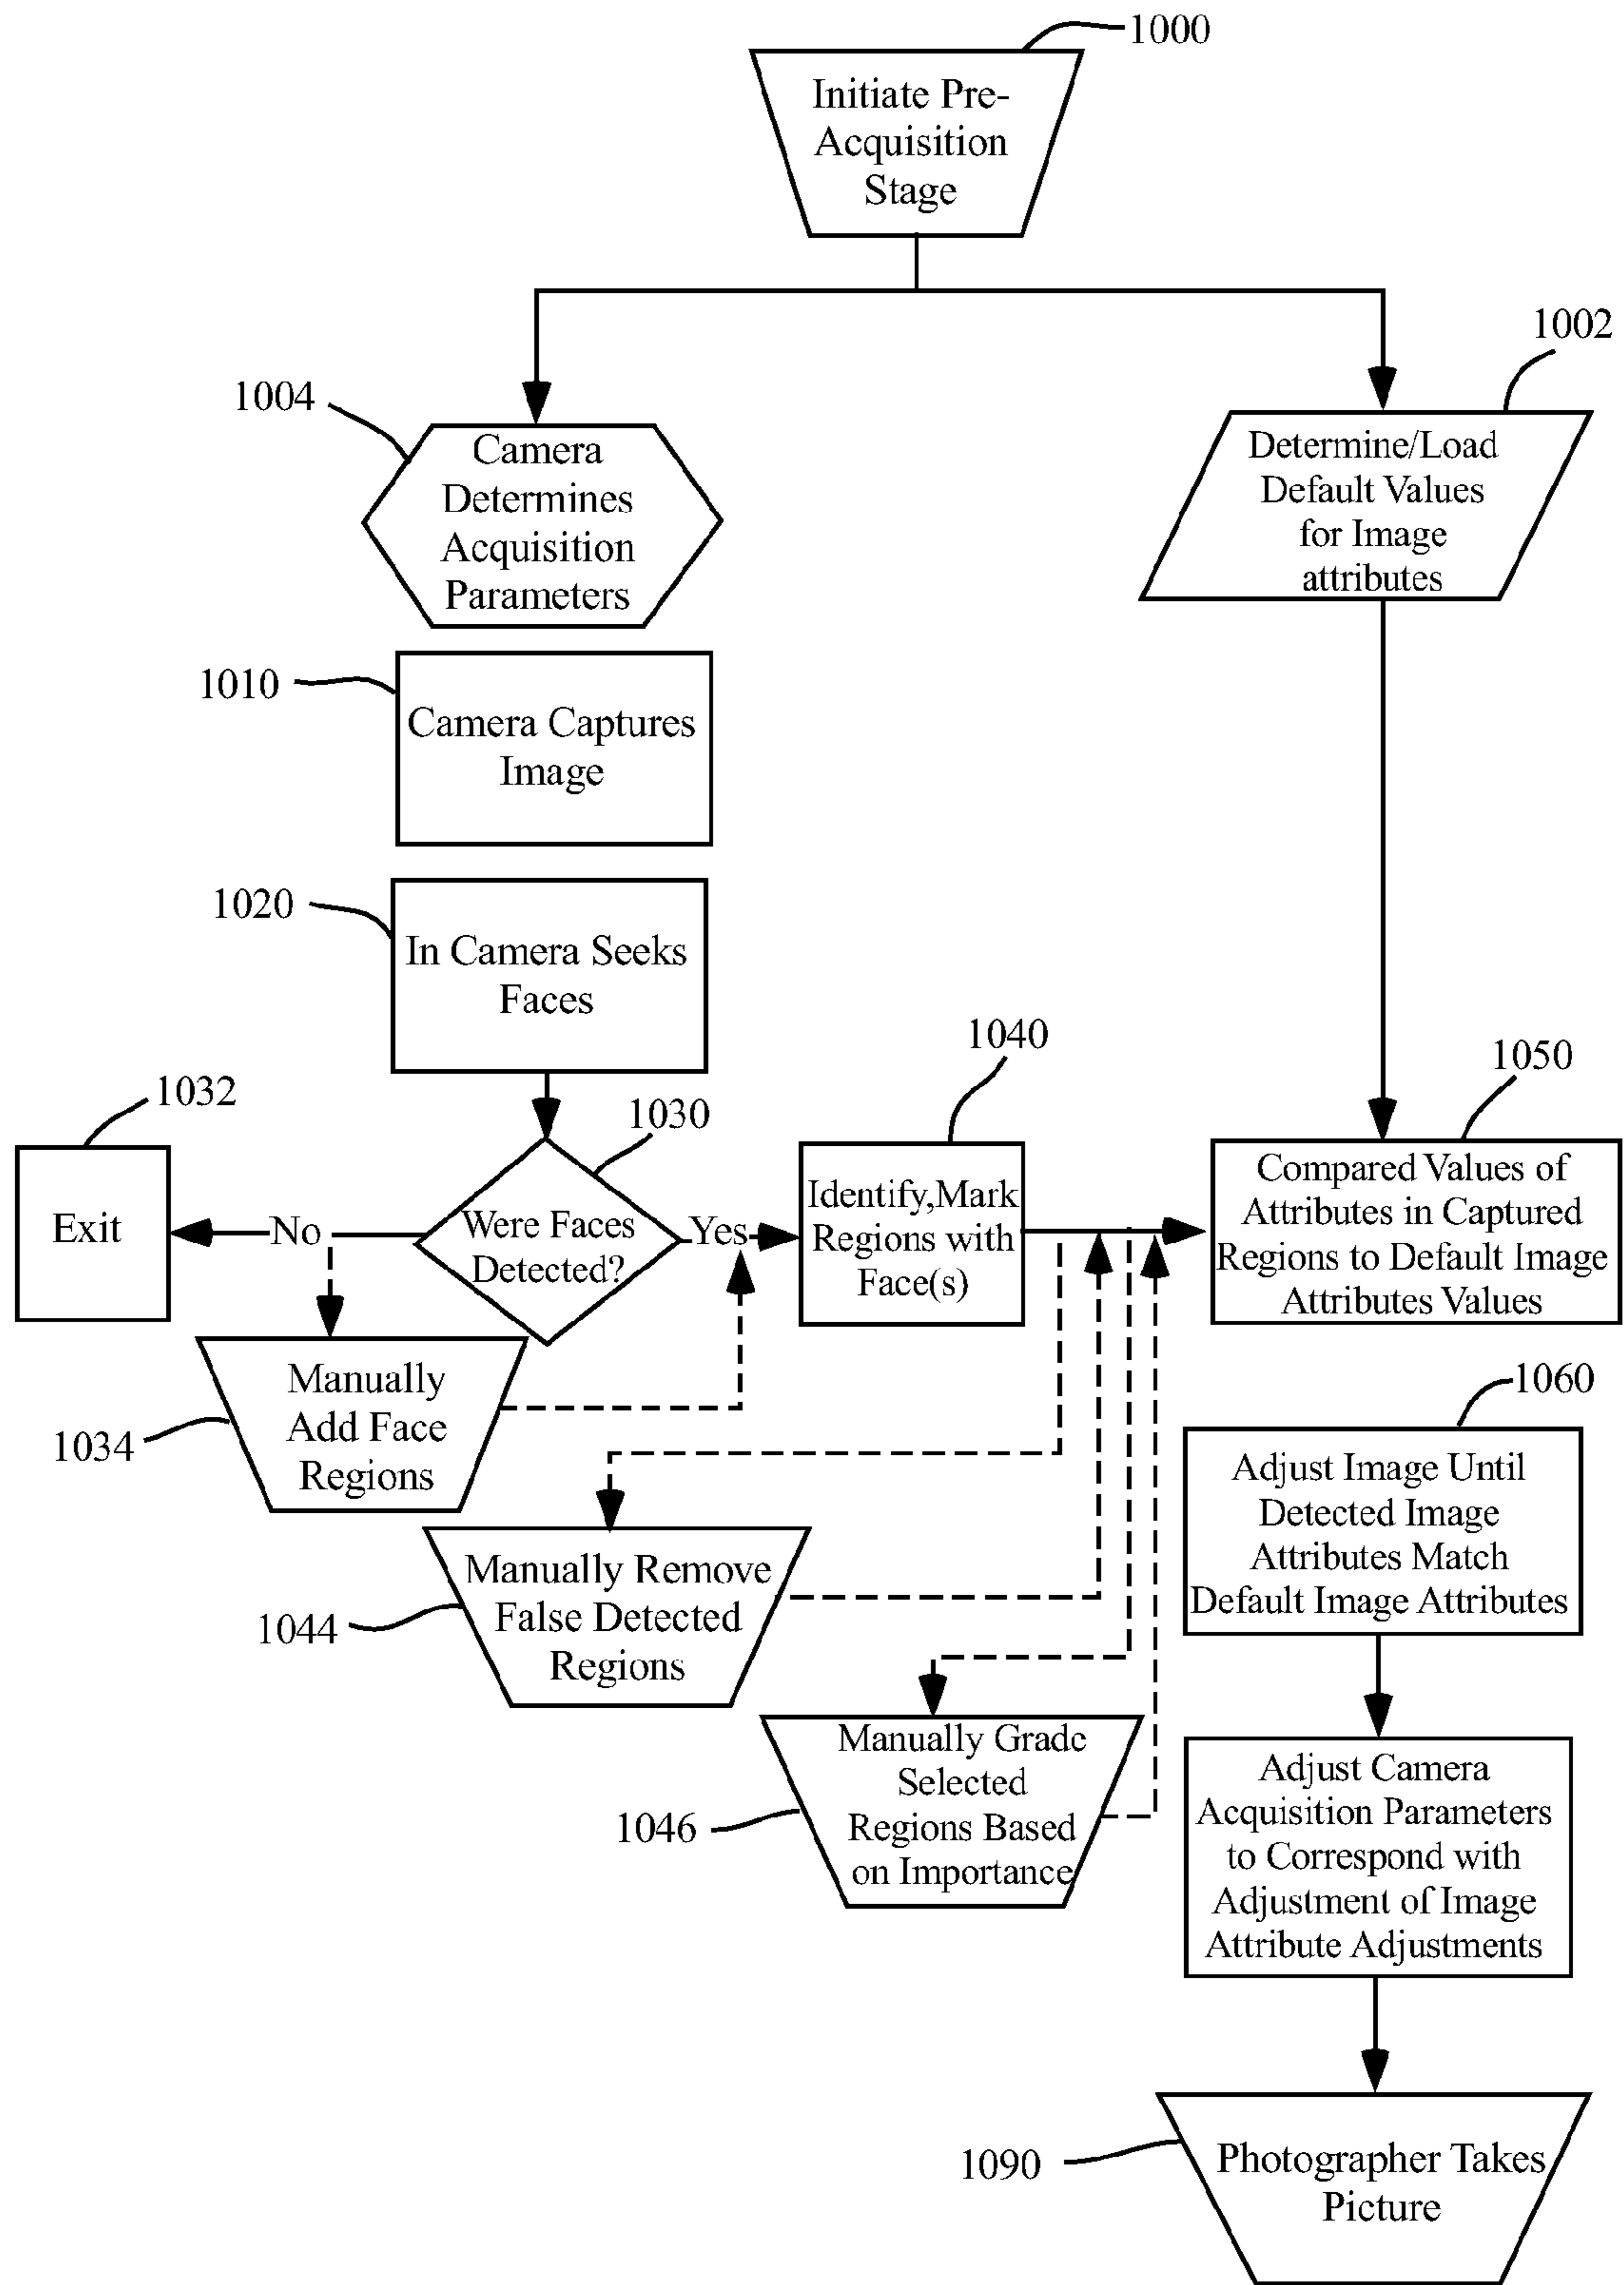 1000
Initiate Pre-
Acquisition
Stage
1002
Determine/Load
Default Values
for Image
attributes
1004
Camera
Determines
Acquisition
Parameters
1010
Camera Captures
Image
1020
In Camera Seeks
Faces
1030
Were Faces
Detected?
No
Yes
1032
Exit
1034
Manually
Add Face
Regions
1040
Identify,Mark
Regions with
Face(s)
1044
Manually Remove
False Detected
Regions
1046
Manually Grade
Selected
Regions Based
on Importance
1050
Compared Values of
Attributes in Captured
Regions to Default Image
Attributes Values
1060
Adjust Image Until
Detected Image
Attributes Match
Default Image Attributes
Adjust Camera
Acquisition Parameters
to Correspond with
Adjustment of Image
Attribute Adjustments
1090
Photographer Takes
Picture